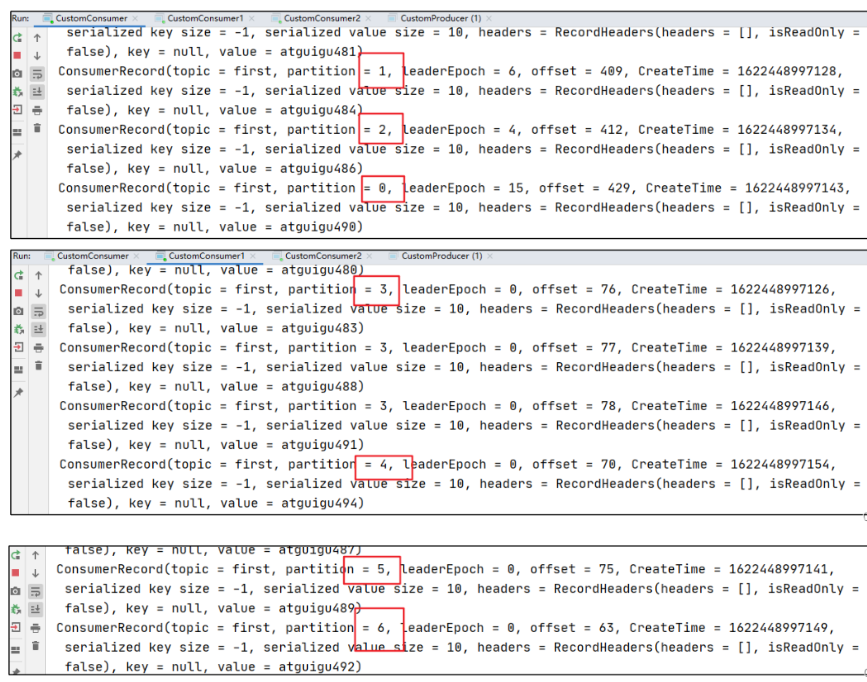 Run: CustomConsumer × CustomConsumer1 × CustomConsumer2 × CustomProducer (1) ×
serialized key size = -1, serialized value size = 10, headers = RecordHeaders(headers = [], isReadOnly =
false), key = null, value = atguigu481)
ConsumerRecord(topic = first, partition = 1, leaderEpoch = 6, offset = 409, CreateTime = 1622448997128,
serialized key size = -1, serialized value size = 10, headers = RecordHeaders(headers = [], isReadOnly =
false), key = null, value = atguigu484)
ConsumerRecord(topic = first, partition = 2, leaderEpoch = 4, offset = 412, CreateTime = 1622448997134,
serialized key size = -1, serialized value size = 10, headers = RecordHeaders(headers = [], isReadOnly =
false), key = null, value = atguigu486)
ConsumerRecord(topic = first, partition = 0, leaderEpoch = 15, offset = 429, CreateTime = 1622448997143,
serialized key size = -1, serialized value size = 10, headers = RecordHeaders(headers = [], isReadOnly =
false), key = null, value = atguigu490)
Run: CustomConsumer × CustomConsumer1 × CustomConsumer2 × CustomProducer (1) ×
false), key = null, value = atguigu480)
ConsumerRecord(topic = first, partition = 3, leaderEpoch = 0, offset = 76, CreateTime = 1622448997126,
serialized key size = -1, serialized value size = 10, headers = RecordHeaders(headers = [], isReadOnly =
false), key = null, value = atguigu483)
ConsumerRecord(topic = first, partition = 3, leaderEpoch = 0, offset = 77, CreateTime = 1622448997139,
serialized key size = -1, serialized value size = 10, headers = RecordHeaders(headers = [], isReadOnly =
false), key = null, value = atguigu488)
ConsumerRecord(topic = first, partition = 3, leaderEpoch = 0, offset = 78, CreateTime = 1622448997146,
serialized key size = -1, serialized value size = 10, headers = RecordHeaders(headers = [], isReadOnly =
false), key = null, value = atguigu491)
ConsumerRecord(topic = first, partition = 4, leaderEpoch = 0, offset = 70, CreateTime = 1622448997154,
serialized key size = -1, serialized value size = 10, headers = RecordHeaders(headers = [], isReadOnly =
false), key = null, value = atguigu494)
false), key = null, value = atguigu487)
ConsumerRecord(topic = first, partition = 5, leaderEpoch = 0, offset = 75, CreateTime = 1622448997141,
serialized key size = -1, serialized value size = 10, headers = RecordHeaders(headers = [], isReadOnly =
false), key = null, value = atguigu489)
ConsumerRecord(topic = first, partition = 6, leaderEpoch = 0, offset = 63, CreateTime = 1622448997149,
serialized key size = -1, serialized value size = 10, headers = RecordHeaders(headers = [], isReadOnly =
false), key = null, value = atguigu492)